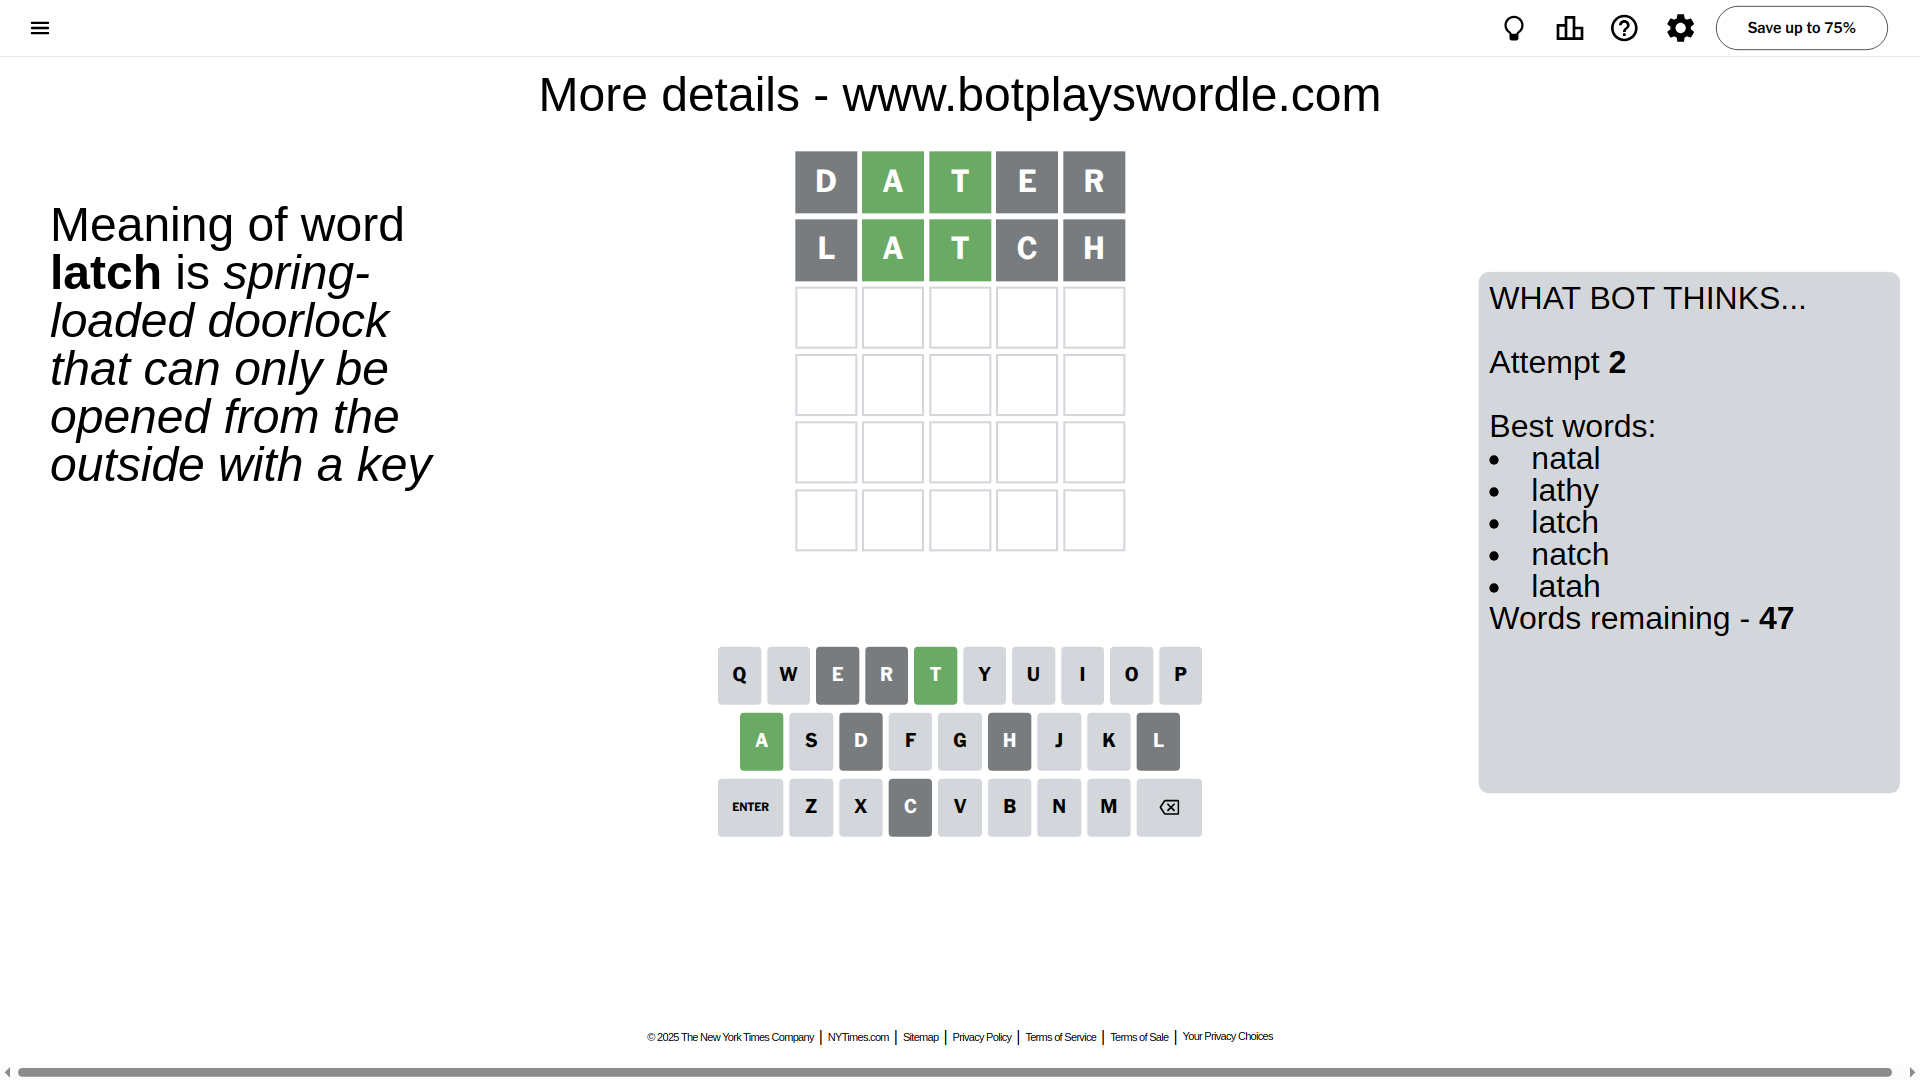 Save up to 75%
More details - www.botplayswordle.com
Meaning of word
latch is spring-
loaded doorlock
that can only be
opened from the
outside with a key
D A T E R
L A T C H
WHAT BOT THINKS...
Attempt 2
Best words:
• natal
• lathy
• latch
• natch
• latah
Words remaining - 47
Q W E R T Y U I O P
A S D F G H J K L
ENTER Z X C V B N M
© 2025 The New York Times Company | NYTimes.com | Sitemap | Privacy Policy | Terms of Service | Terms of Sale | Your Privacy Choices